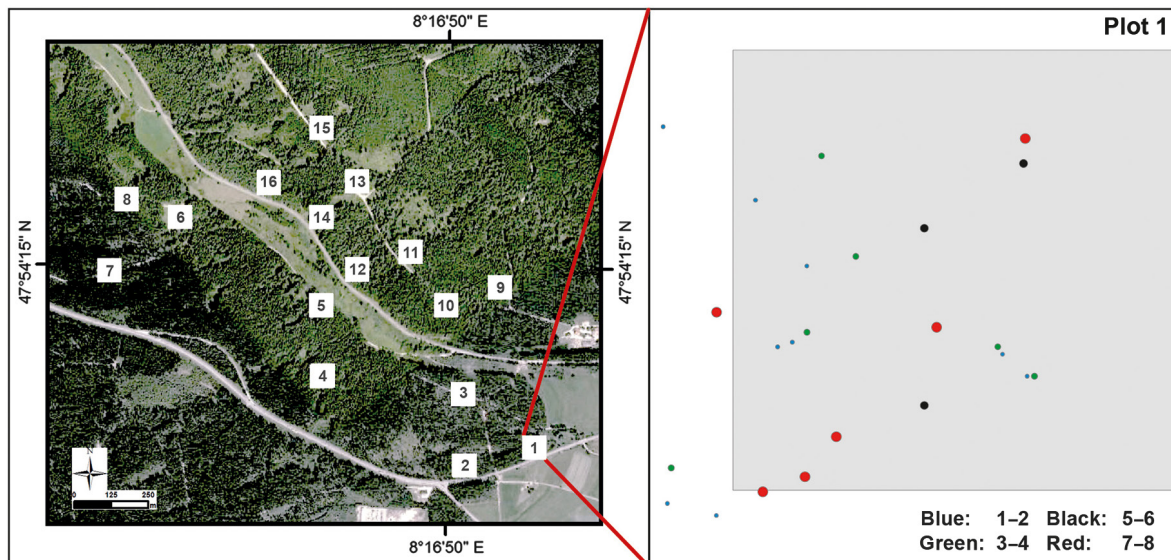 8°16'50" E
Plot 1
47°54'15" N
47°54'15" N
15
16
13
8
6
14
11
7
12
9
5
10
4
3
1
2
N
0 125 250
m
8°16'50" E
Blue: 1–2 Black: 5–6
Green: 3–4 Red: 7–8